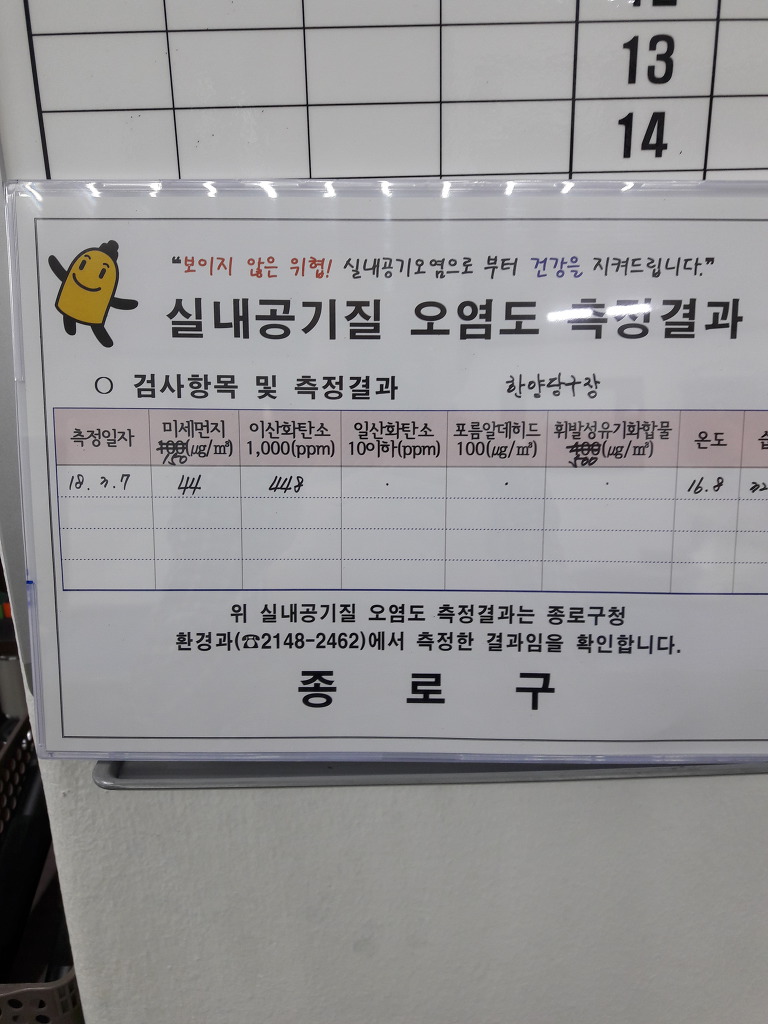 13
14
“보이지 않은 위협! 실내공기오염으로 부터 건강을 지켜드립니다.”
실내공기질 오염도 측정결과
○ 검사항목 및 측정결과 한양당구장
측정일자 미세먼지 이산화탄소 일산화탄소 포름알데히드 휘발성유기화합물 온도
100(㎍/㎥) 1,000(ppm) 10이하(ppm) 100(㎍/㎥) 400(㎍/㎥)
150 500
18. 3. 7 44 448 . . . 16.8 32
위 실내공기질 오염도 측정결과는 종로구청
환경과(☎2148-2462)에서 측정한 결과임을 확인합니다.
종 로 구